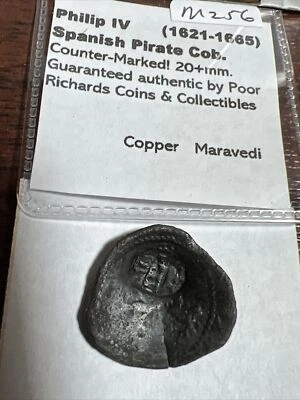 m256
Philip IV (1621-1665)
Spanish Pirate Cob.
Counter-Marked! 20+mm.
Guaranteed authentic by Poor
Richards Coins & Collectibles
Copper Maravedi